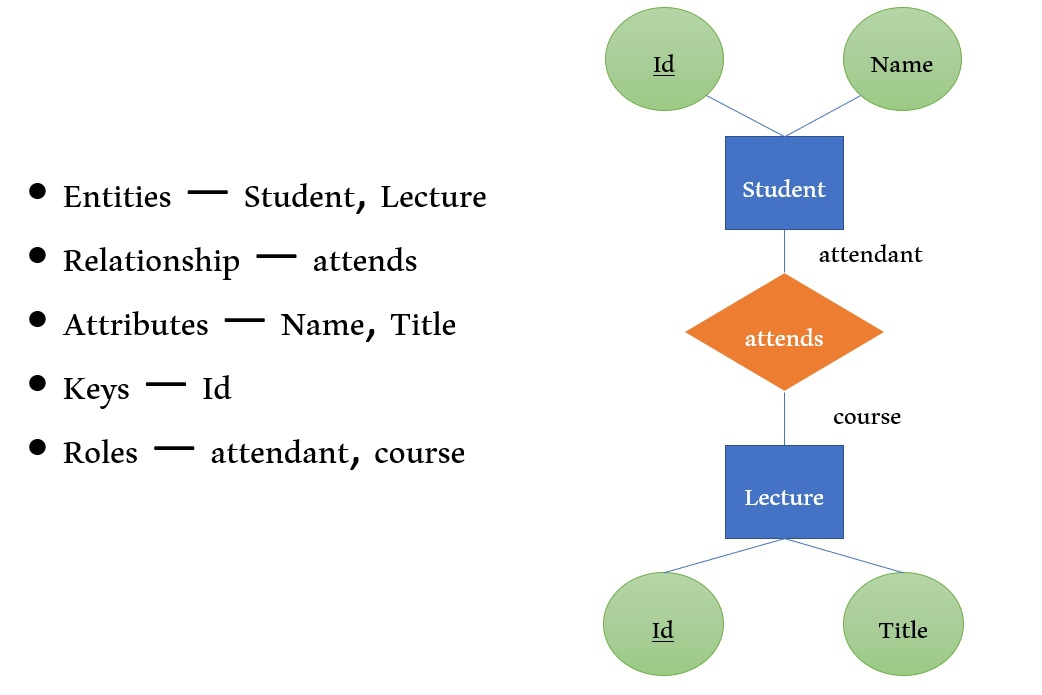 • Entities — Student, Lecture
• Relationship — attends
• Attributes — Name, Title
• Keys — Id
• Roles — attendant, course
Id
Name
Student
attendant
attends
course
Lecture
Id
Title